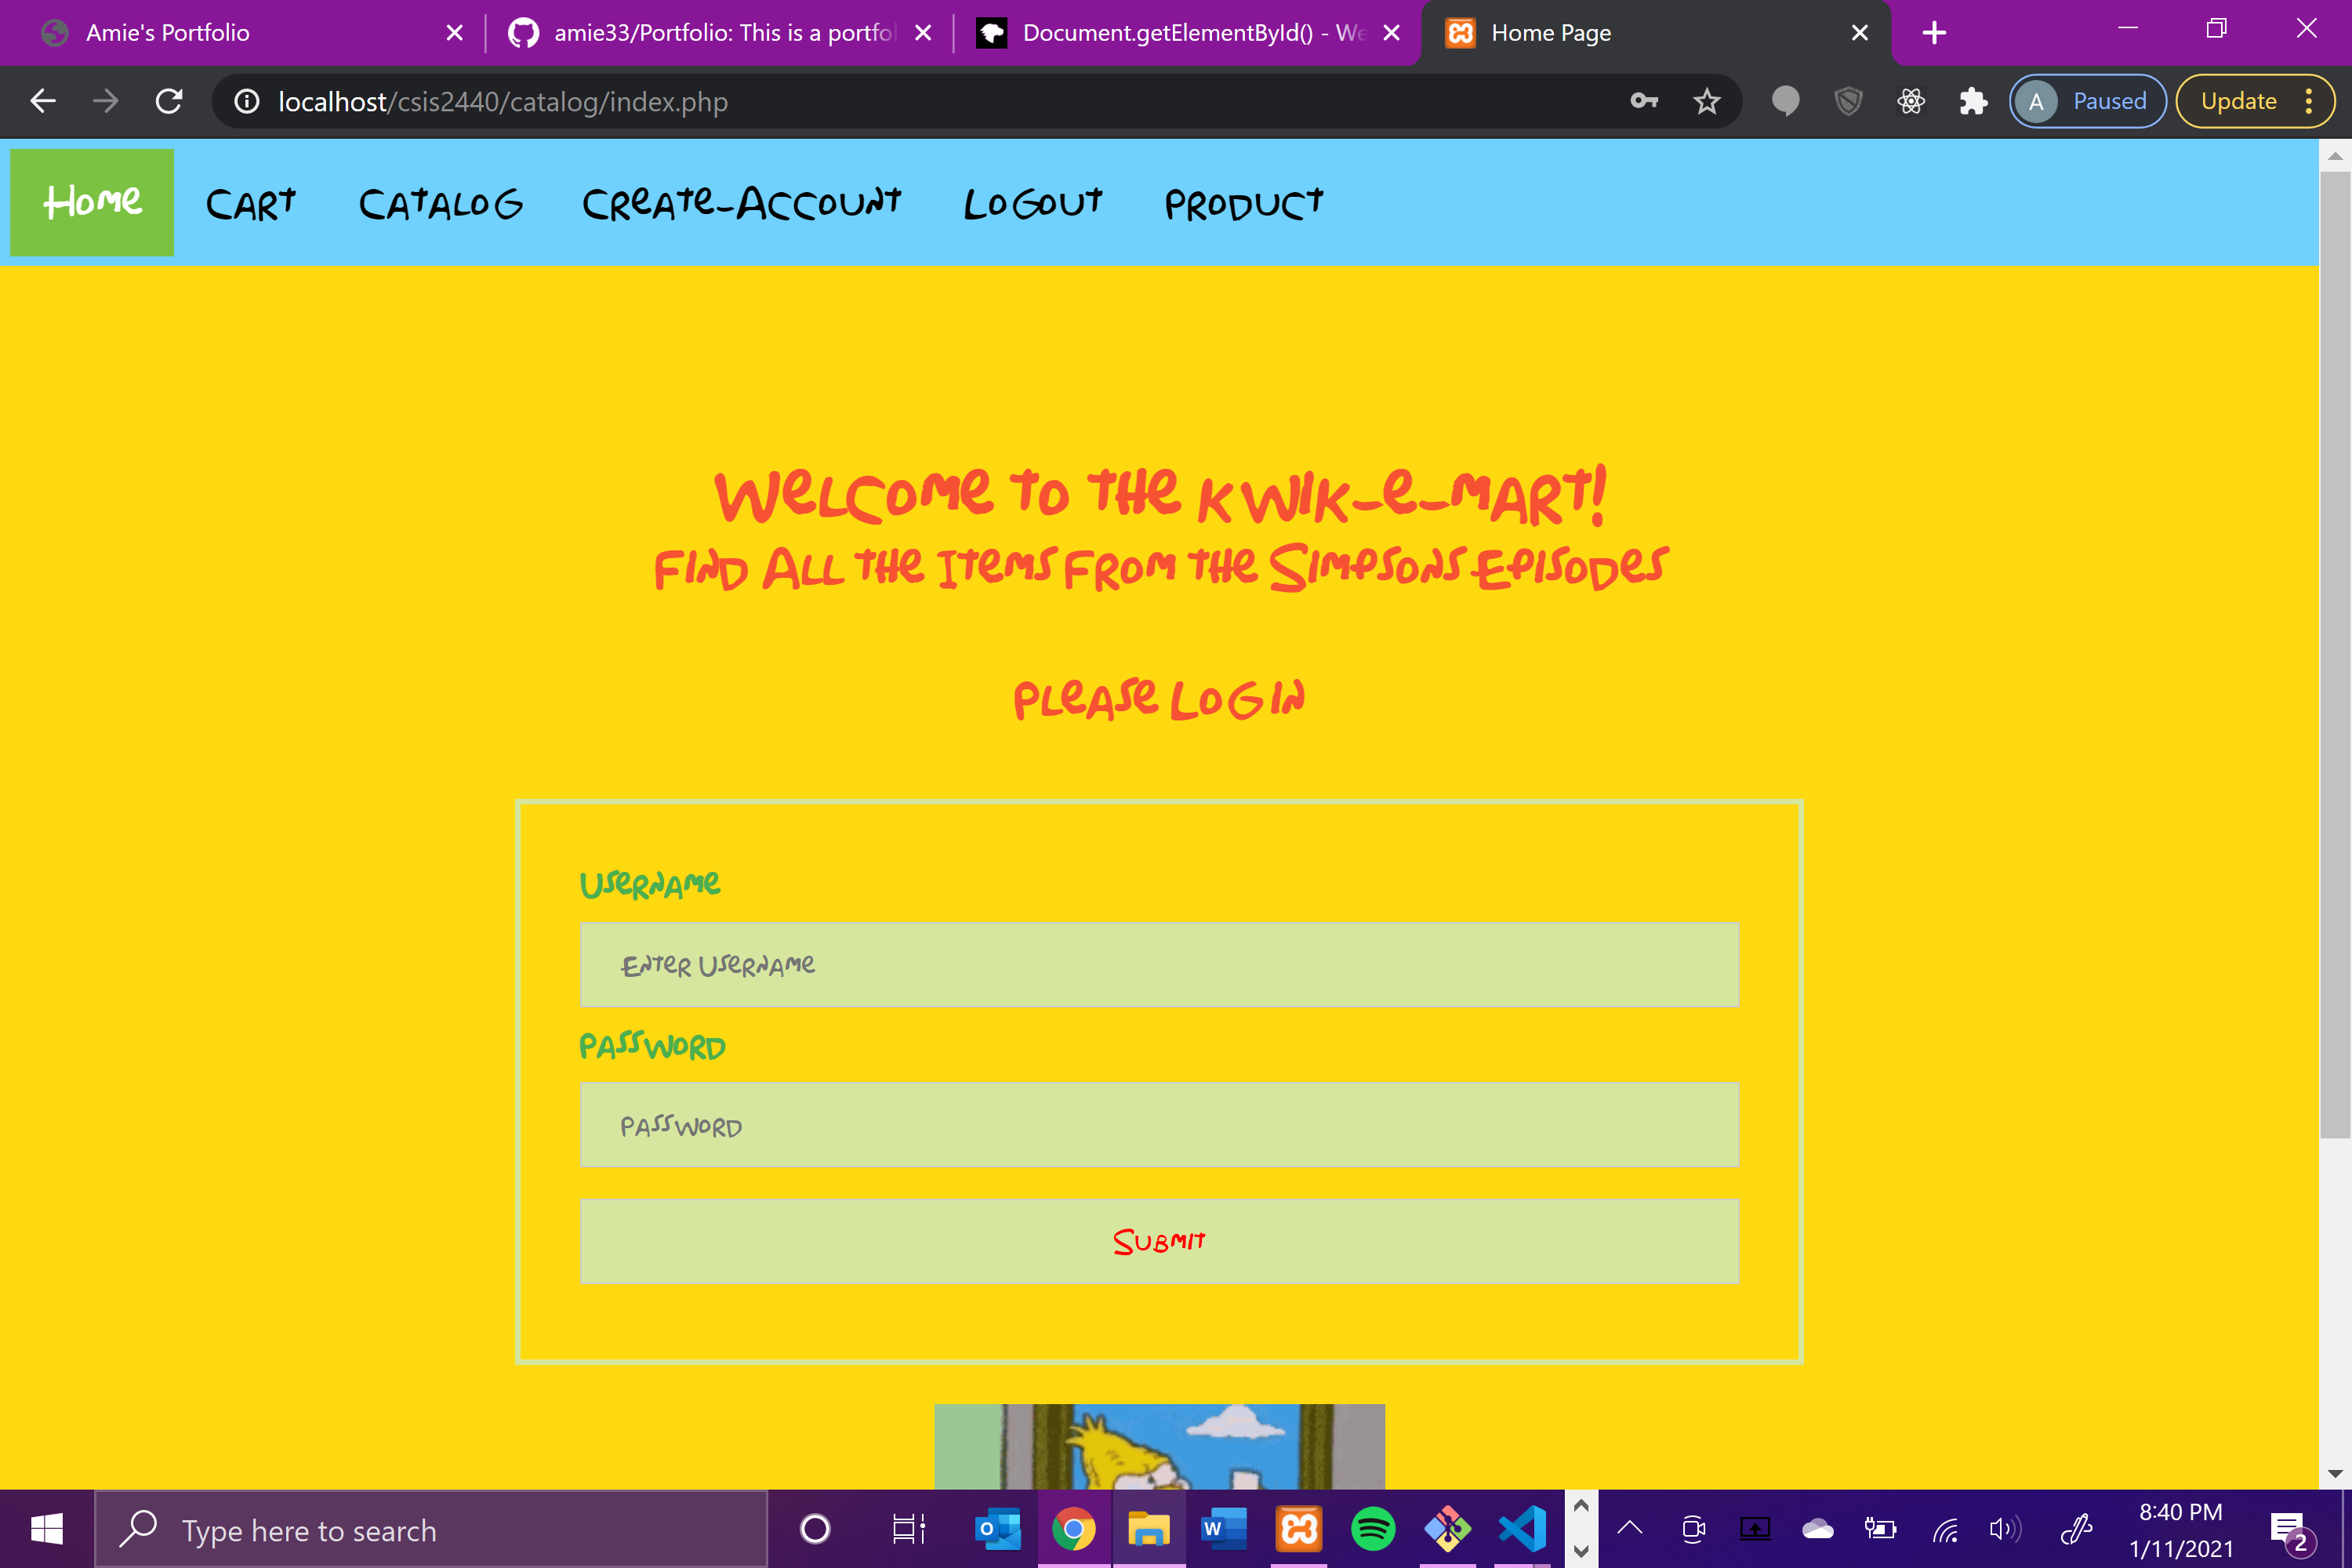 Amie's Portfolio
amie33/Portfolio: This is a portfol
Document.getElementById() - We
Home Page
localhost/csis2440/catalog/index.php
A Paused
Update
Home Cart Catalog Create-Account Logout Product
Welcome to the Kwik-e-mart!
Find All the Items From the Simpsons Episodes
Please Log in
Username
Enter Username
Password
Password
Submit
Type here to search
8:40 PM
1/11/2021
2